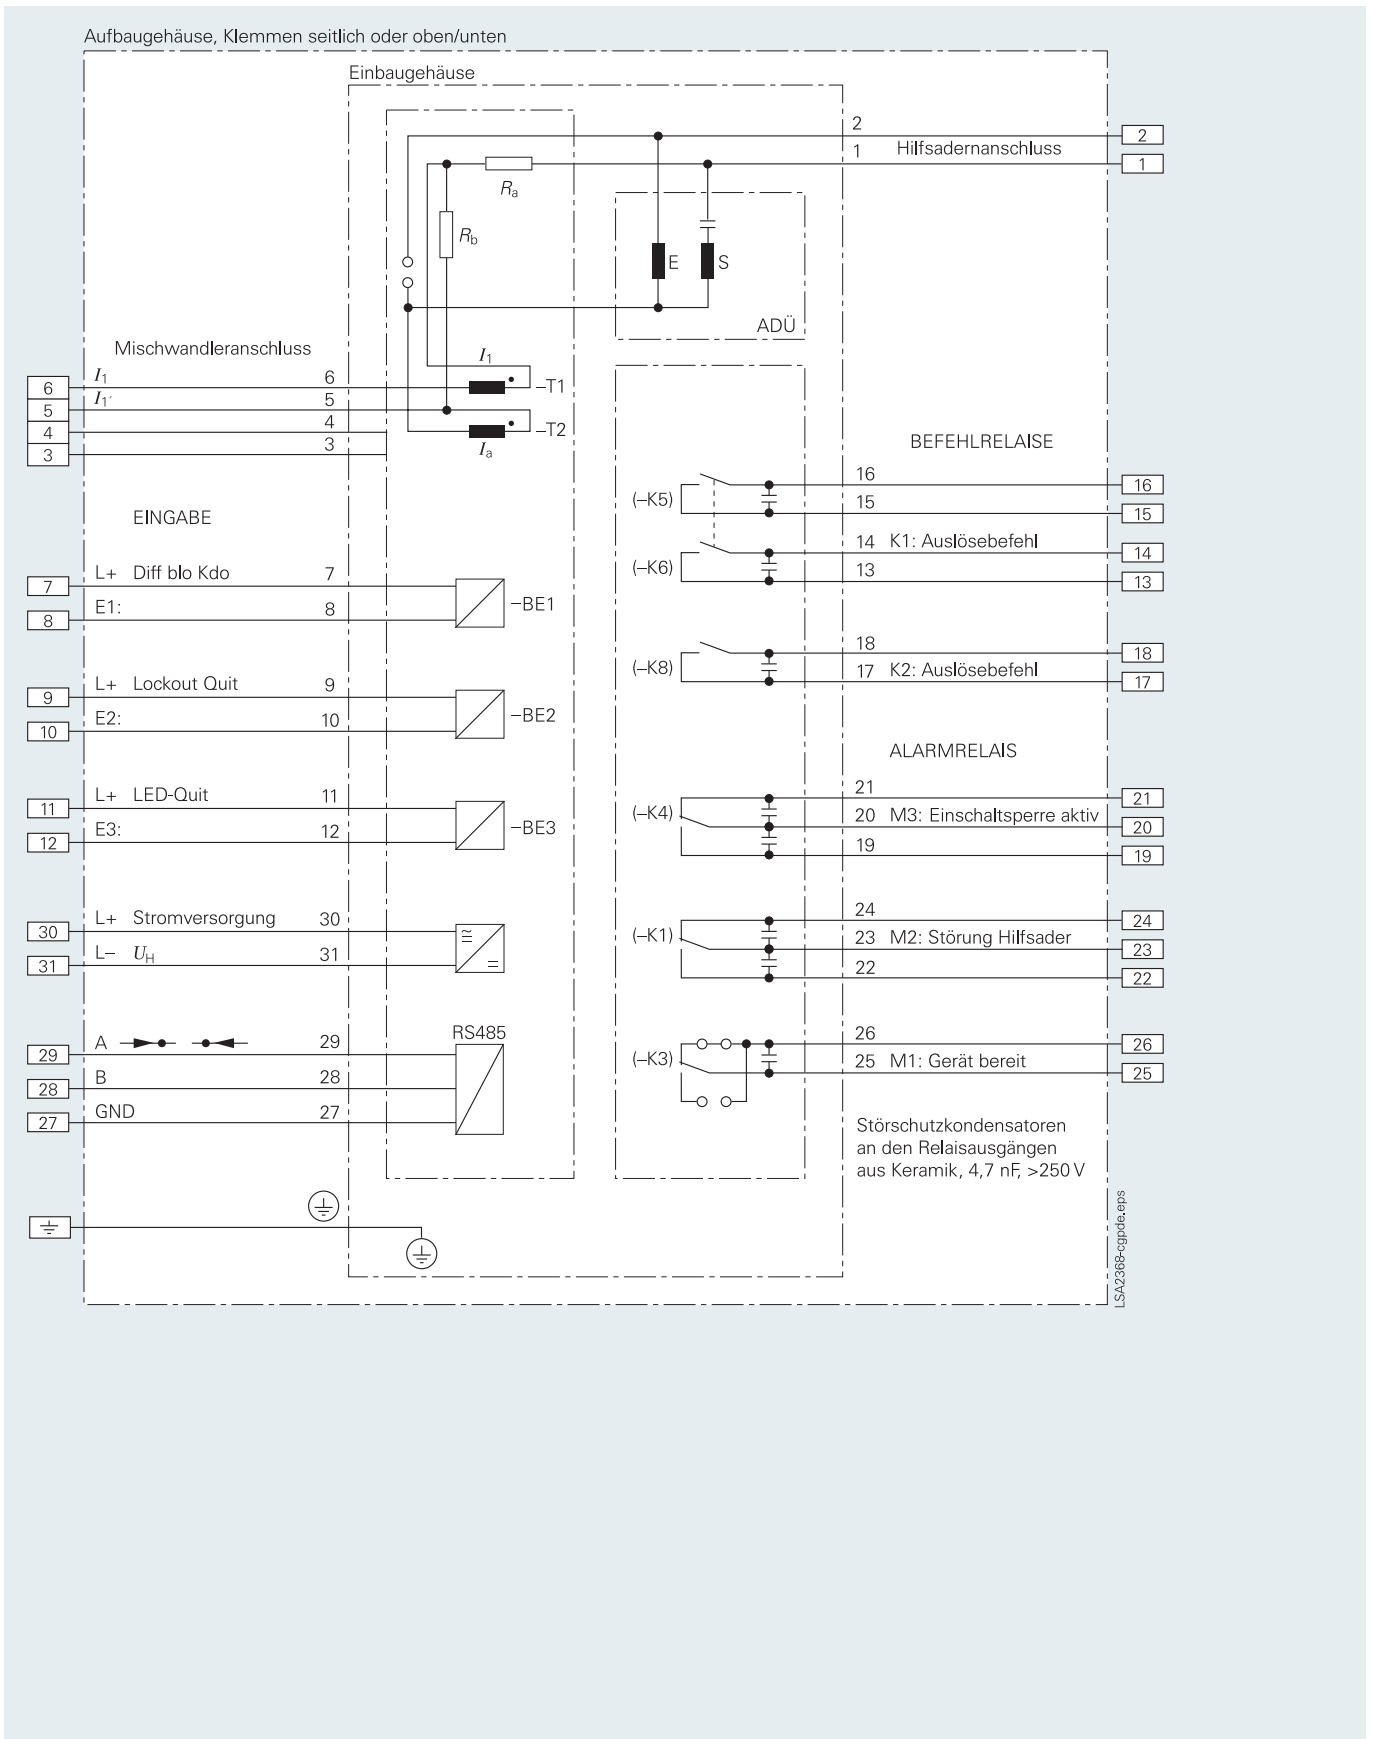 Aufbaugehäuse, Klemmen seitlich oder oben/unten
Einbaugehäuse
2
2
1
Hilfsadernanschluss
1
Ra
Rb
E
S
ADÜ
Mischwandleranschluss
I1
6
I1
6
–T1
5
I1′
5
4
4
–T2
3
3
Ia
BEFEHLRELAISE
16
16
(–K5)
15
15
EINGABE
14
K1: Auslösebefehl
14
(–K6)
13
13
7
L+ Diff blo Kdo
7
8
E1:
8
–BE1
18
18
(–K8)
17
K2: Auslösebefehl
17
9
L+ Lockout Quit
9
10
E2:
10
–BE2
ALARMRELAIS
21
21
(–K4)
20
M3: Einschaltsperre aktiv
20
19
19
11
L+ LED-Quit
11
12
E3:
12
–BE3
24
24
(–K1)
23
M2: Störung Hilfsader
23
22
22
30
L+ Stromversorgung
30
31
L– UH
31
RS485
29
A
29
28
B
28
27
GND
27
26
26
(–K3)
25
M1: Gerät bereit
25
Störschutzkondensatoren
an den Relaisausgängen
aus Keramik, 4,7 nF, >250 V
LSA2368-cgpde.eps